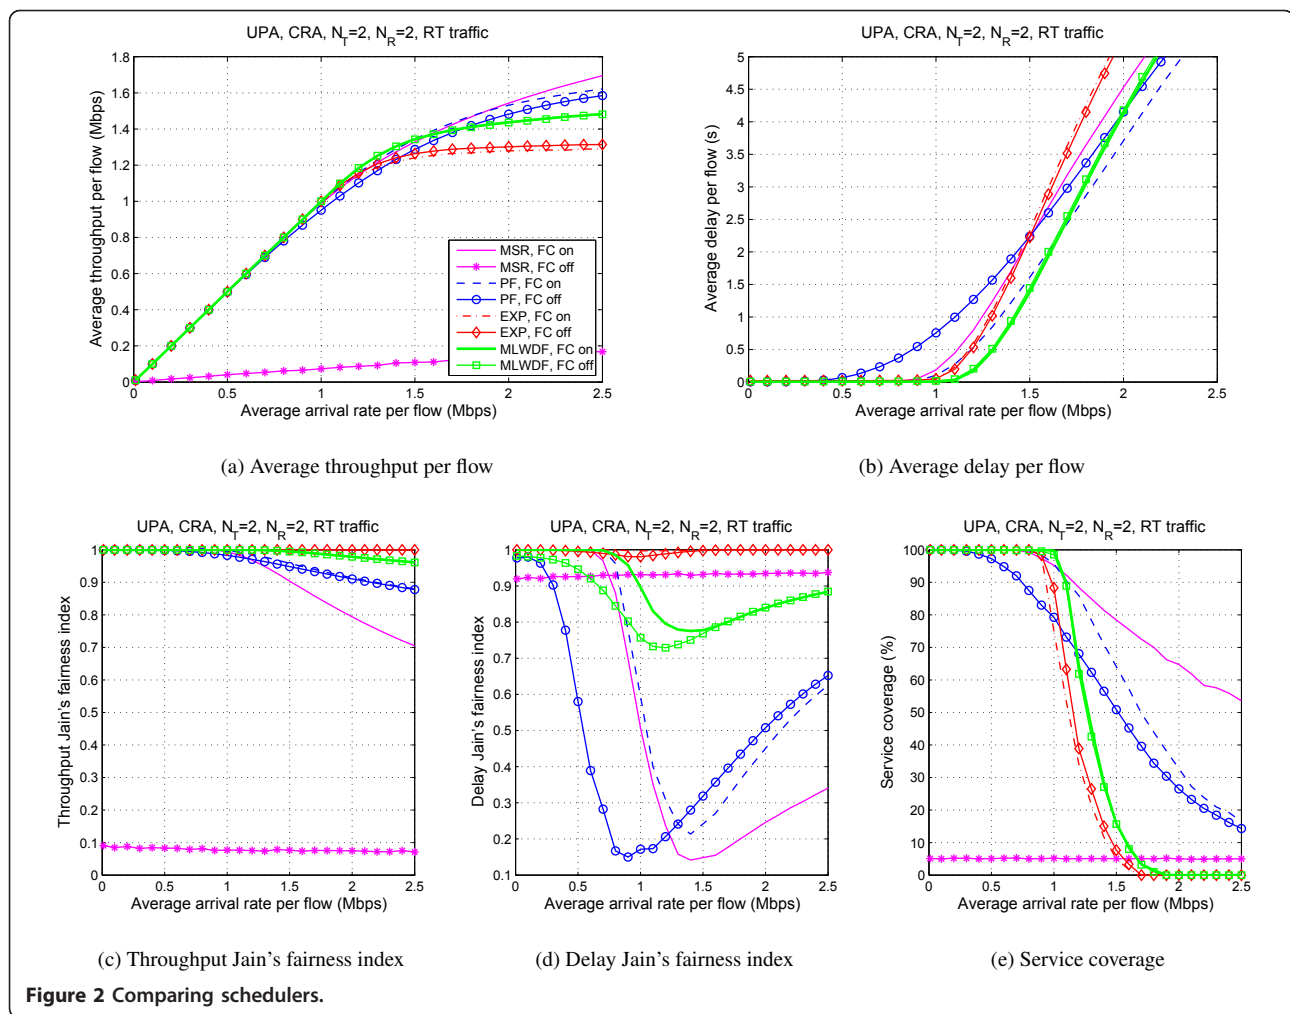 UPA, CRA, N_T=2, N_R=2, RT traffic
1.8
1.6
1.4
1.2
1
0.8
0.6
0.4
0.2
0
Average throughput per flow (Mbps)
MSR, FC on
MSR, FC off
PF, FC on
PF, FC off
EXP, FC on
EXP, FC off
MLWDF, FC on
MLWDF, FC off
0 0.5 1 1.5 2 2.5
Average arrival rate per flow (Mbps)
(a) Average throughput per flow
UPA, CRA, N_T=2, N_R=2, RT traffic
5
4.5
4
3.5
3
2.5
2
1.5
1
0.5
0
Average delay per flow (s)
0 0.5 1 1.5 2 2.5
Average arrival rate per flow (Mbps)
(b) Average delay per flow
UPA, CRA, N_T=2, N_R=2, RT traffic
1
0.9
0.8
0.7
0.6
0.5
0.4
0.3
0.2
0.1
0
Throughput Jain's fairness index
0 0.5 1 1.5 2 2.5
Average arrival rate per flow (Mbps)
(c) Throughput Jain's fairness index
UPA, CRA, N_T=2, N_R=2, RT traffic
1
0.9
0.8
0.7
0.6
0.5
0.4
0.3
0.2
0.1
Delay Jain's fairness index
0 0.5 1 1.5 2 2.5
Average arrival rate per flow (Mbps)
(d) Delay Jain's fairness index
UPA, CRA, N_T=2, N_R=2, RT traffic
100
90
80
70
60
50
40
30
20
10
0
Service coverage (%)
0 0.5 1 1.5 2 2.5
Average arrival rate per flow (Mbps)
(e) Service coverage
Figure 2 Comparing schedulers.